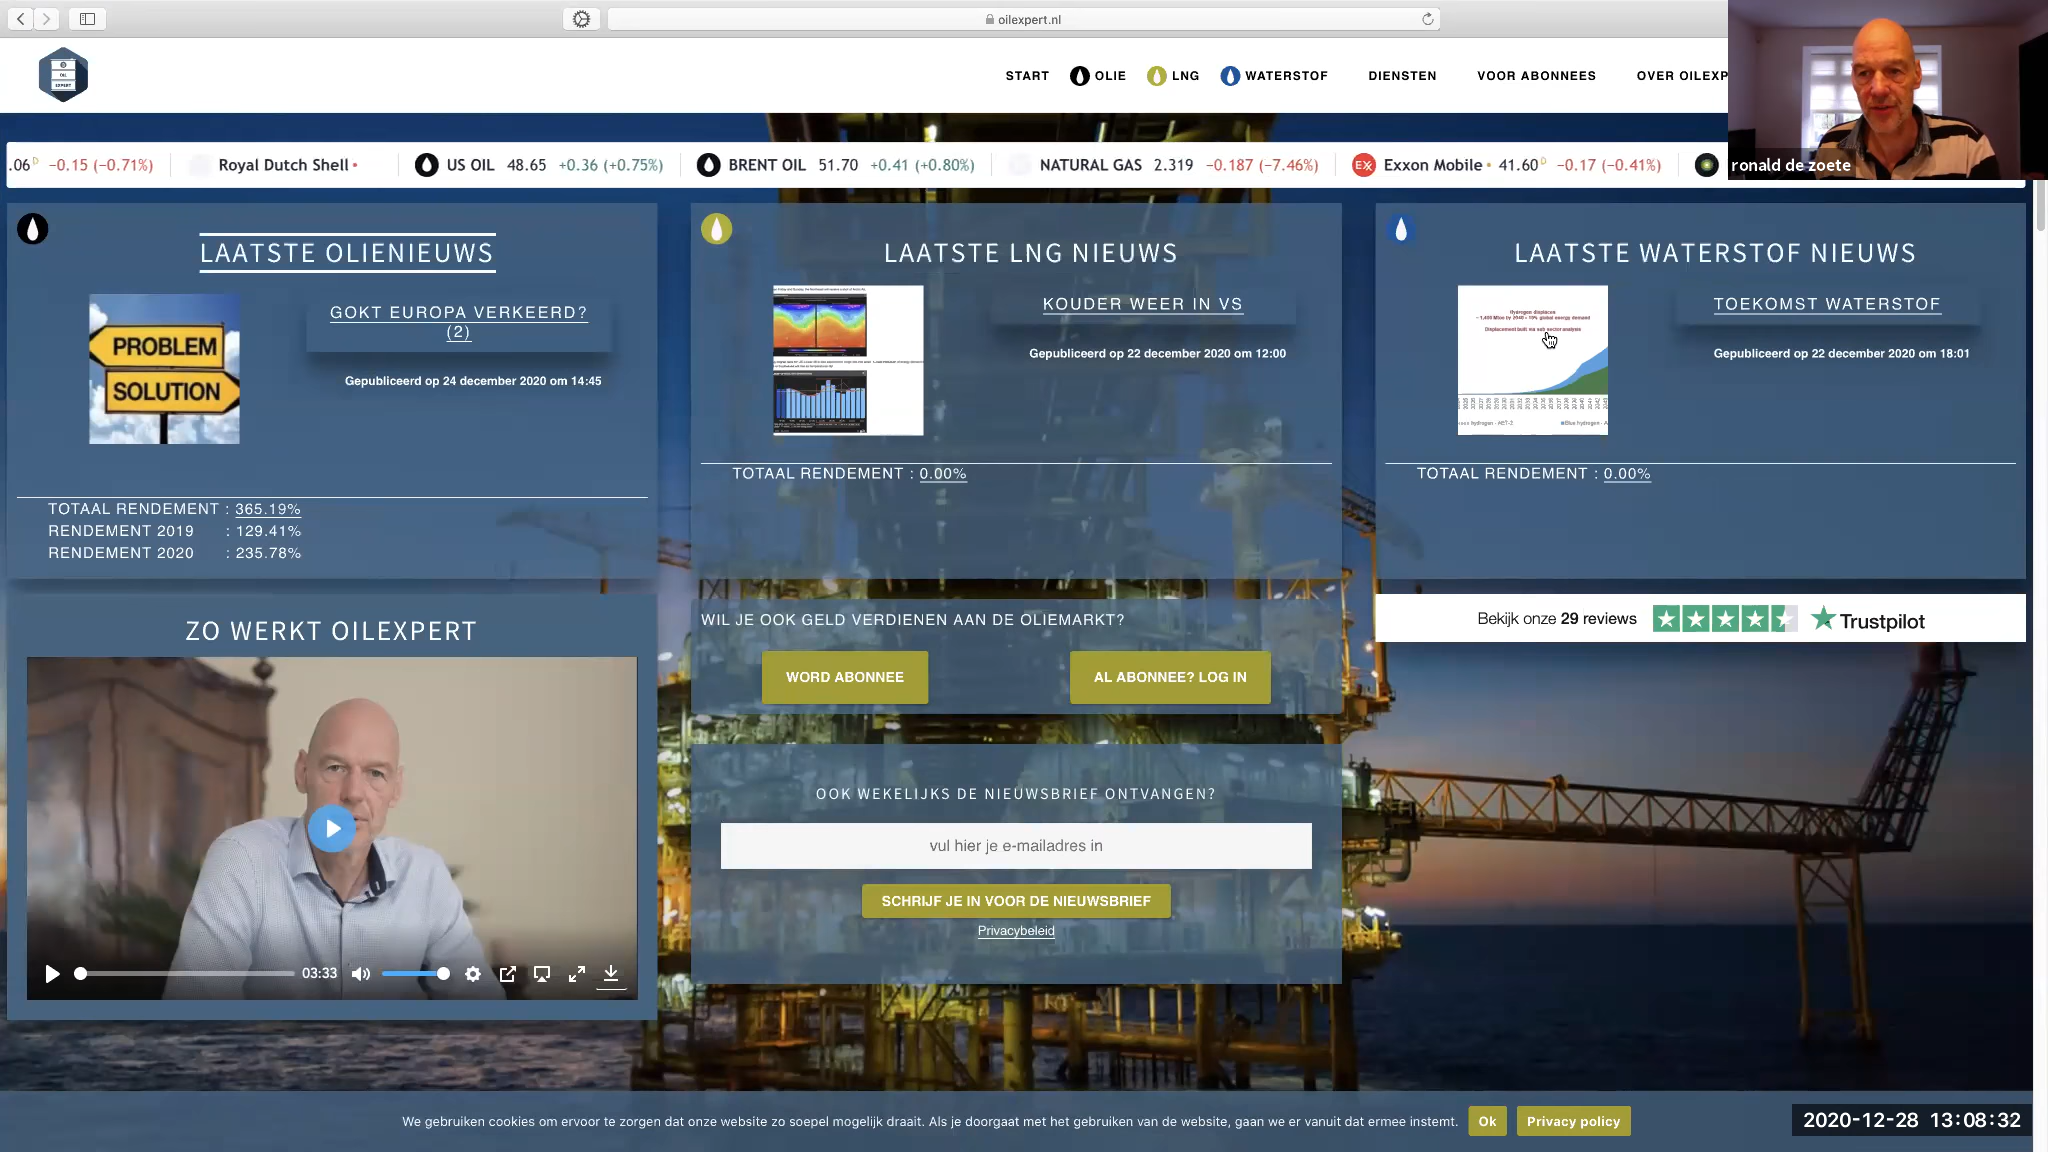 oilexpert.nl
OIL
EXPERT
START
OLIE
LNG
WATERSTOF
DIENSTEN
VOOR ABONNEES
OVER OILEXP
ronald de zoete
.06 D −0.15 (−0.71%)
Royal Dutch Shell
US OIL 48.65 +0.36 (+0.75%)
BRENT OIL 51.70 +0.41 (+0.80%)
NATURAL GAS 2.319 −0.187 (−7.46%)
Exxon Mobile 41.60 D −0.17 (−0.41%)
LAATSTE OLIENIEUWS
PROBLEM
SOLUTION
GOKT EUROPA VERKEERD?
(2)
Gepubliceerd op 24 december 2020 om 14:45
TOTAAL RENDEMENT : 365.19%
RENDEMENT 2019 : 129.41%
RENDEMENT 2020 : 235.78%
LAATSTE LNG NIEUWS
KOUDER WEER IN VS
Gepubliceerd op 22 december 2020 om 12:00
TOTAAL RENDEMENT : 0.00%
LAATSTE WATERSTOF NIEUWS
Hydrogen displaces
Displacement built via sub sector analysis
TOEKOMST WATERSTOF
Gepubliceerd op 22 december 2020 om 18:01
TOTAAL RENDEMENT : 0.00%
ZO WERKT OILEXPERT
03:33
WIL JE OOK GELD VERDIENEN AAN DE OLIEMARKT?
WORD ABONNEE
AL ABONNEE? LOG IN
Bekijk onze 29 reviews
Trustpilot
OOK WEKELIJKS DE NIEUWSBRIEF ONTVANGEN?
vul hier je e-mailadres in
SCHRIJF JE IN VOOR DE NIEUWSBRIEF
Privacybeleid
We gebruiken cookies om ervoor te zorgen dat onze website zo soepel mogelijk draait. Als je doorgaat met het gebruiken van de website, gaan we er vanuit dat ermee instemt.
Ok
Privacy policy
2020-12-28 13:08:32